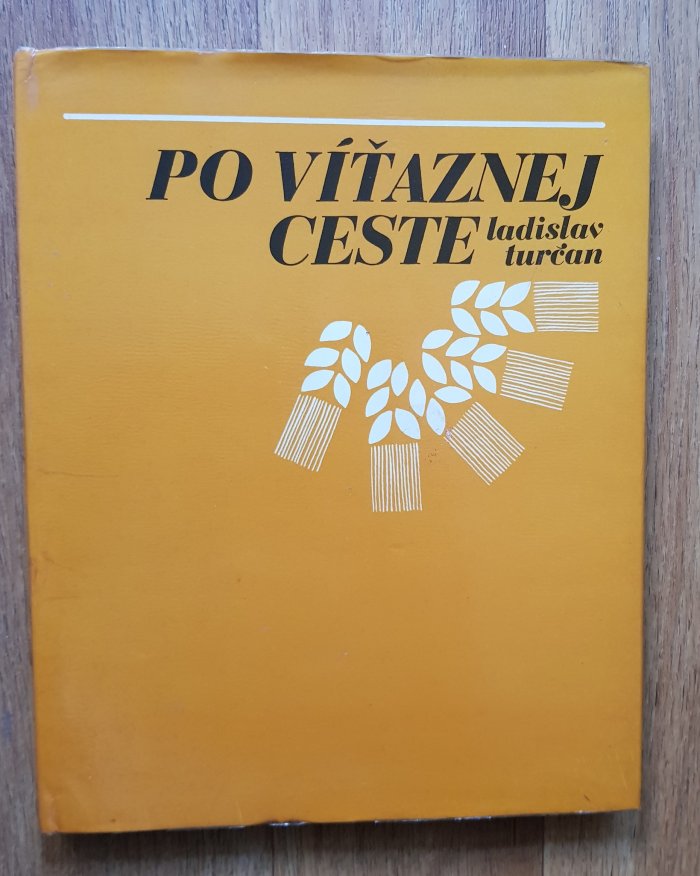 PO VÍŤAZNEJ
CESTE
ladislav
turčan